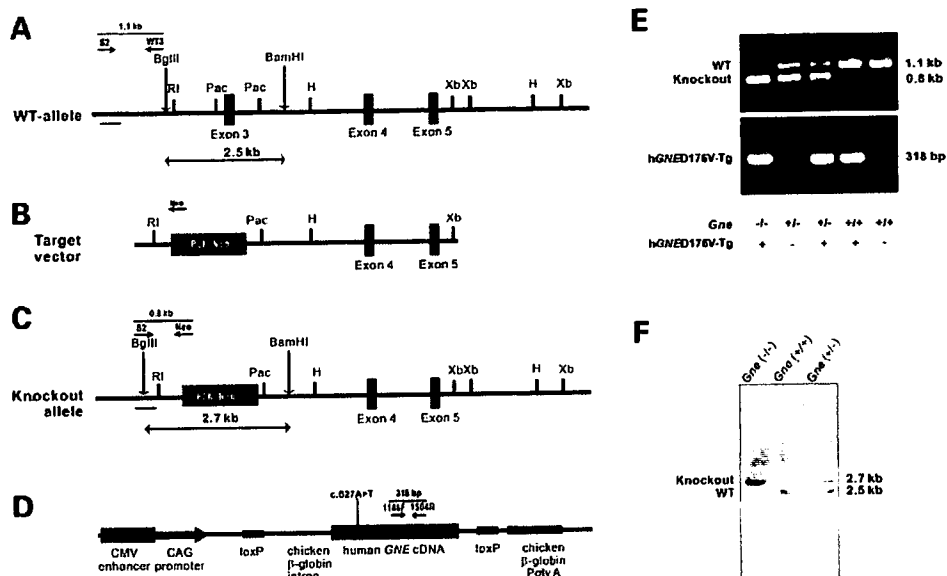 A
1.1 kb
S2
WT3
BglII
BamHI
RI
Pac
Pac
H
Xb Xb
H
Xb
WT-allele
Exon 3
Exon 4
Exon 5
2.5 kb
B
Neo
RI
Pac
H
Xb
Target
vector
Exon 4
Exon 5
C
0.8 kb
S2
Neo
BglII
BamHI
RI
Pac
H
Xb Xb
H
Xb
Knockout
allele
Exon 4
Exon 5
2.7 kb
D
c.527A>T
318 bp
1504R
CMV
enhancer
CAG
promoter
loxP
chicken
β-globin
intron
human GNE cDNA
loxP
chicken
β-globin
PolyA
E
WT
Knockout
1.1 kb
0.8 kb
hGNED176V-Tg
318 bp
Gne -/- +/- +/- +/+ +/+
hGNED176V-Tg + - + + -
F
Gne (-/-)
Gne (+/+)
Gne (+/-)
Knockout
WT
2.7 kb
2.5 kb